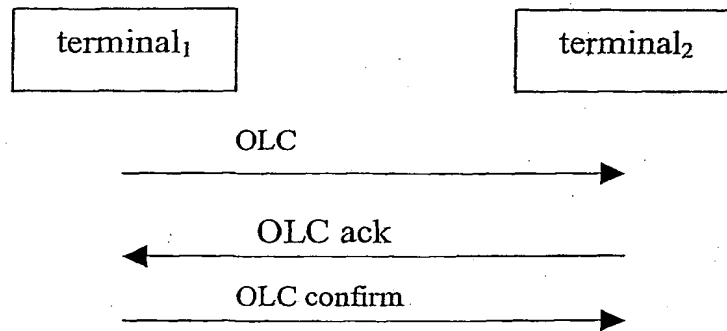 terminal₁
terminal₂
OLC
OLC ack
OLC confirm